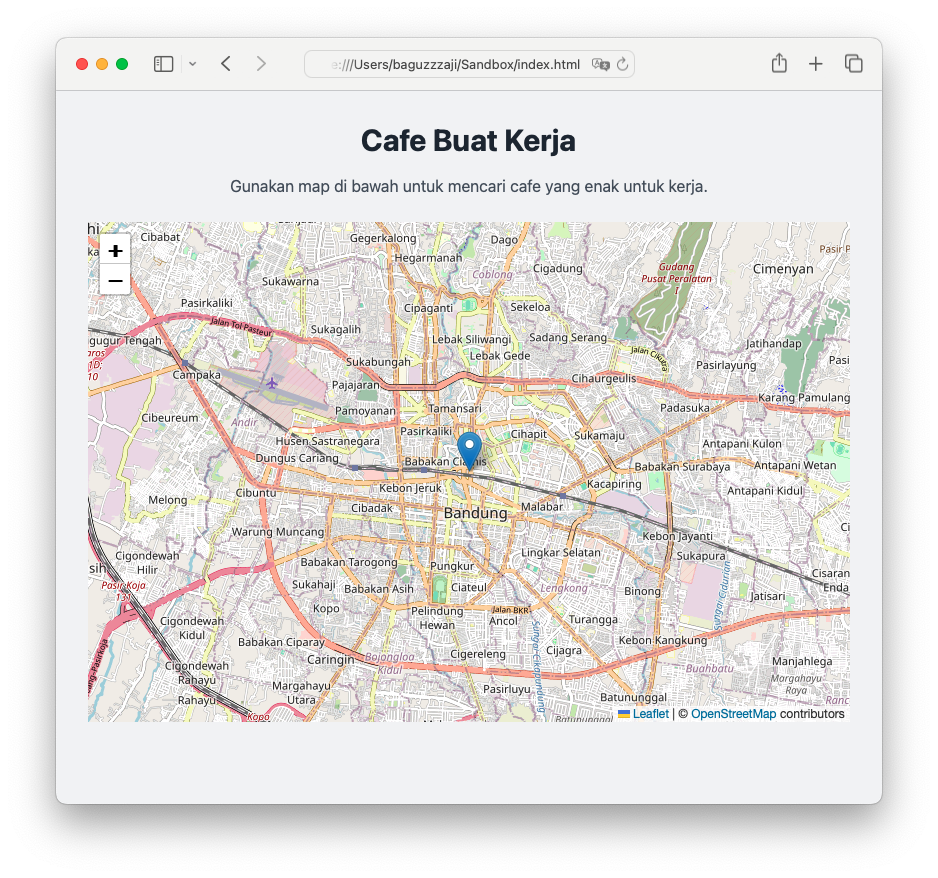 e:///Users/baguzzzaji/Sandbox/index.html
Cafe Buat Kerja
Gunakan map di bawah untuk mencari cafe yang enak untuk kerja.
+
−
Cibabat
Gegerkalong
Dago
Hegarmanah
Coblong
Cigadung
Gudang
Pusat Peralatan
Cimenyan
Pasir P
Sukawarna
Pasirkaliki
Cipaganti
Sekeloa
Jalan Tol Pasteur
Sukagalih
Lebak Siliwangi
Sadang Serang
Jatihandap
gugur Tengah
Lebak Gede
Jalan Cikutra
Pasirlayung
Pasi
Sukabungah
Campaka
Pajajaran
Cihaurgeulis
Karang Pamulang
Pamoyanan
Tamansari
Padasuka
Cibeureum
Andir
Pasirkaliki
Cihapit
Sukamaju
Husen Sastranegara
Antapani Kulon
Dungus Cariang
Babakan Ciamis
Babakan Surabaya
Antapani Wetan
Kebon Jeruk
Kacapiring
Antapani Kidul
Melong
Cibuntu
Cibadak
Bandung
Malabar
Warung Muncang
Kebon Jayanti
Cigondewah
Hilir
Lingkar Selatan
Sukapura
Babakan Tarogong
Pungkur
Cisaran
Enda
Pasir Koja
Sukahaji
Babakan Asih
Ciateul
Lengkong
Binong
Jatisari
Kopo
Pelindung
Hewan
Jalan BKR
Ancol
Turangga
Sungai Cidurian
Cigondewah
Kidul
Babakan Ciparay
Kebon Kangkung
Caringin
Bojongloa
Kidul
Cigereleng
Cijagra
Sungai Cikapundung
Manjahlega
Cigondewah
Rahayu
Buahbatu
Margahayu
Raya
Margahayu
Utara
Pasirluyu
Batununggal
Rahayu
Kopo
Leaflet | © OpenStreetMap contributors